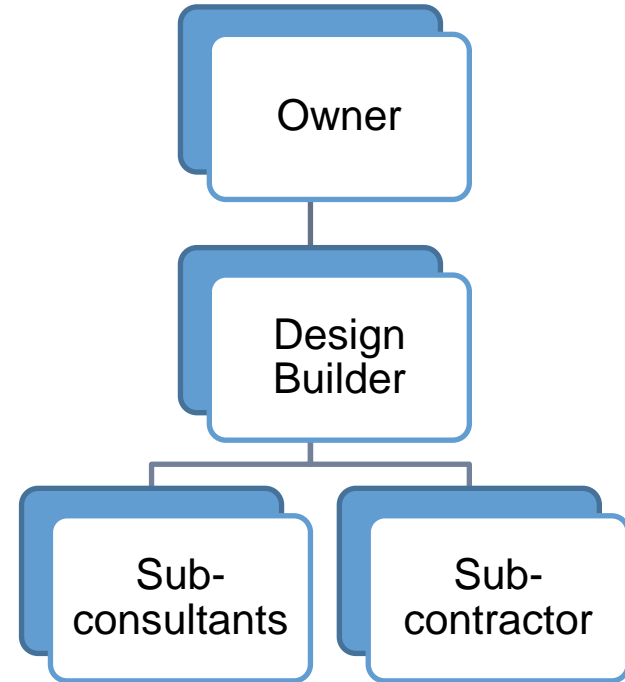 Owner
Design
Builder
Sub-
consultants
Sub-
contractor